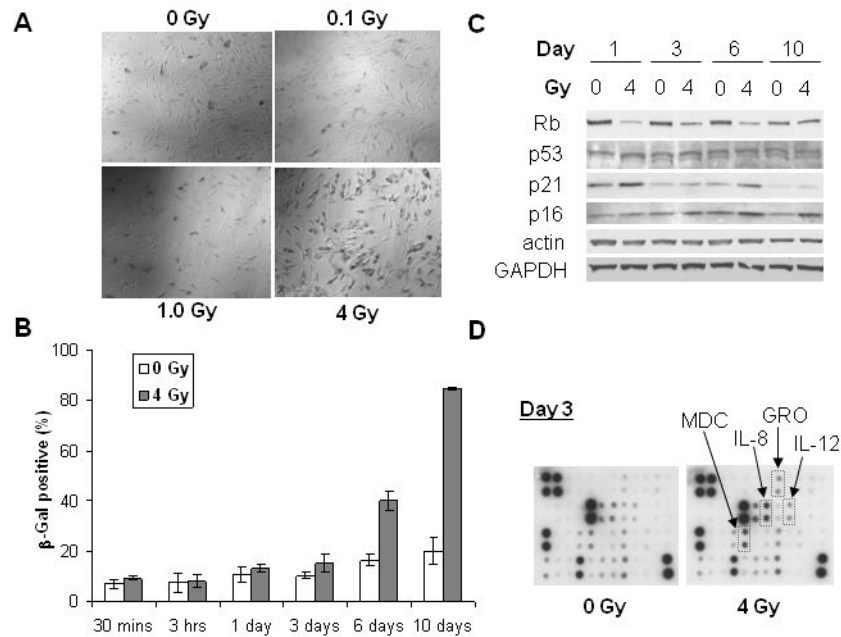 A
0 Gy
0.1 Gy
1.0 Gy
4 Gy
B
β-Gal positive (%)
100
80
60
40
20
0
0 Gy
4 Gy
30 mins
3 hrs
1 day
3 days
6 days
10 days
C
Day
1
3
6
10
Gy
0
4
0
4
0
4
0
4
Rb
p53
p21
p16
actin
GAPDH
D
Day 3
MDC
IL-8
GRO
IL-12
0 Gy
4 Gy